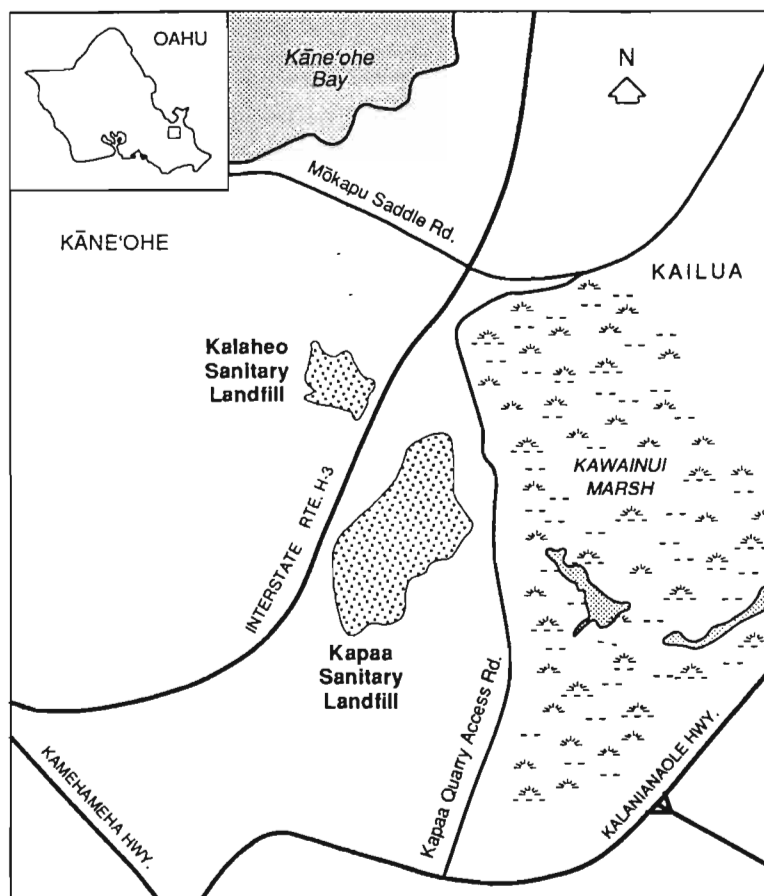 OAHU
Kāne'ohe
Bay
N
Mōkapu Saddle Rd.
KĀNE'OHE
KAILUA
Kalaheo
Sanitary
Landfill
KAWAINUI
MARSH
INTERSTATE RTE. H-3
Kapaa
Sanitary
Landfill
Kapaa Quarry Access Rd.
KALANIANAOLE HWY.
KAMEHAMEHA HWY.